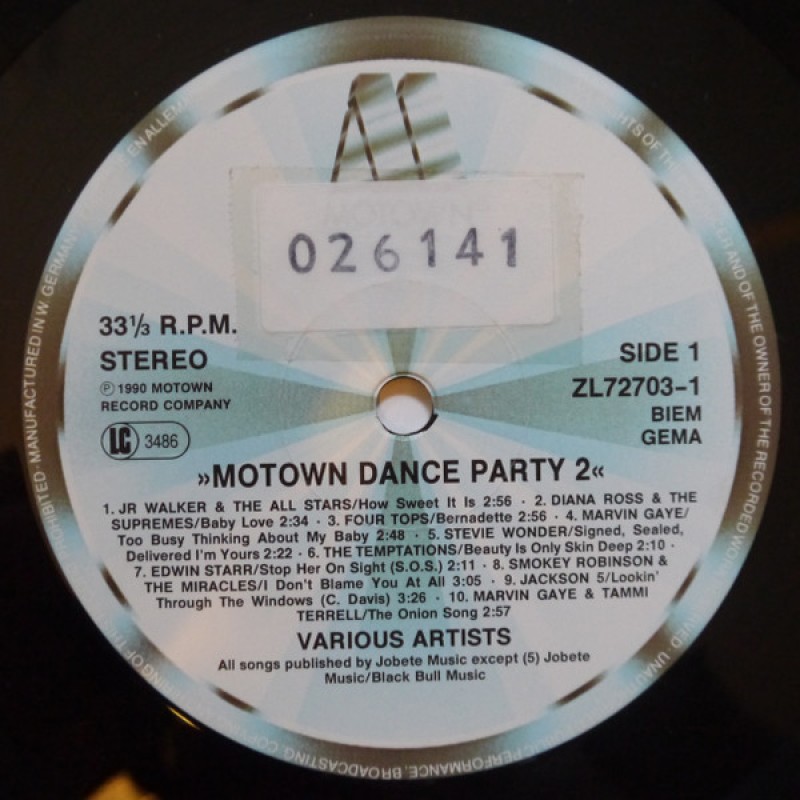 MOTOWN
026141
33⅓ R.P.M.
STEREO
Ⓟ 1990 MOTOWN
RECORD COMPANY
LC 3486
SIDE 1
ZL72703-1
BIEM
GEMA
»MOTOWN DANCE PARTY 2«
1. JR WALKER & THE ALL STARS/How Sweet It Is 2:56 · 2. DIANA ROSS & THE
SUPREMES/Baby Love 2:34 · 3. FOUR TOPS/Bernadette 2:56 · 4. MARVIN GAYE/
Too Busy Thinking About My Baby 2:48 · 5. STEVIE WONDER/Signed, Sealed,
Delivered I'm Yours 2:22 · 6. THE TEMPTATIONS/Beauty Is Only Skin Deep 2:10 ·
7. EDWIN STARR/Stop Her On Sight (S.O.S.) 2:11 · 8. SMOKEY ROBINSON &
THE MIRACLES/I Don't Blame You At All 3:05 · 9. JACKSON 5/Lookin'
Through The Windows (C. Davis) 3:26 · 10. MARVIN GAYE & TAMMI
TERRELL/The Onion Song 2:57
VARIOUS ARTISTS
All songs published by Jobete Music except (5) Jobete
Music/Black Bull Music
PROHIBITED · MANUFACTURED IN W. GERMANY
EN ALLEM
OF THE OWNER OF THE RECORDED WORK
PUBLIC PERFORMANCE, BROADCASTING